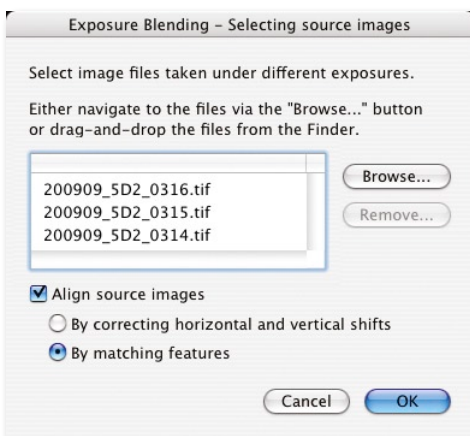 Exposure Blending – Selecting source images
Select image files taken under different exposures.
Either navigate to the files via the "Browse..." button
or drag-and-drop the files from the Finder.
200909_5D2_0316.tif
200909_5D2_0315.tif
200909_5D2_0314.tif
Browse...
Remove...
Align source images
By correcting horizontal and vertical shifts
By matching features
Cancel
OK